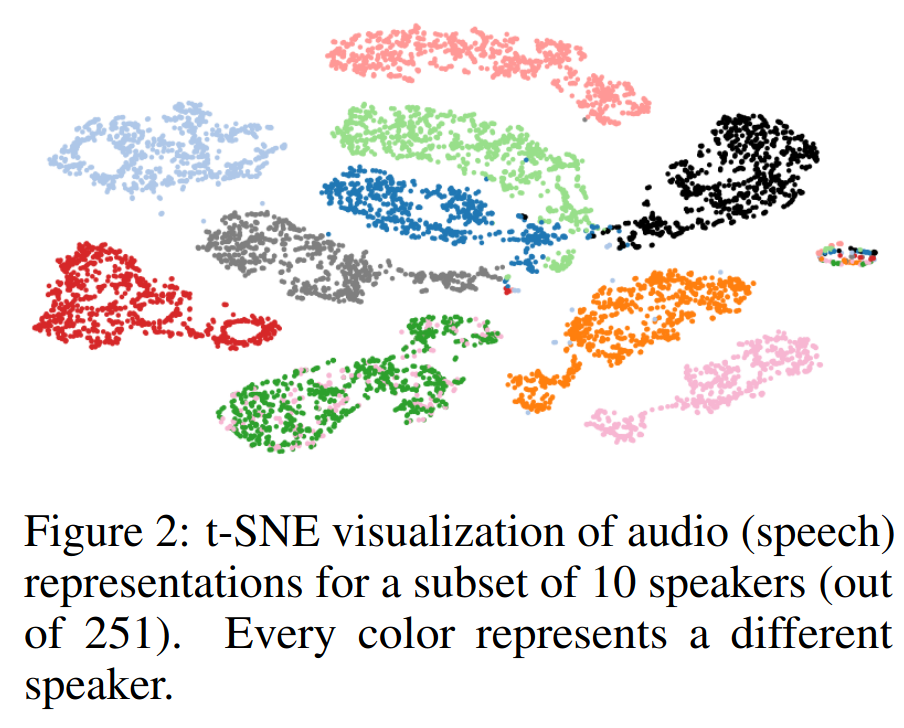 Figure 2: t-SNE visualization of audio (speech)
representations for a subset of 10 speakers (out
of 251). Every color represents a different
speaker.